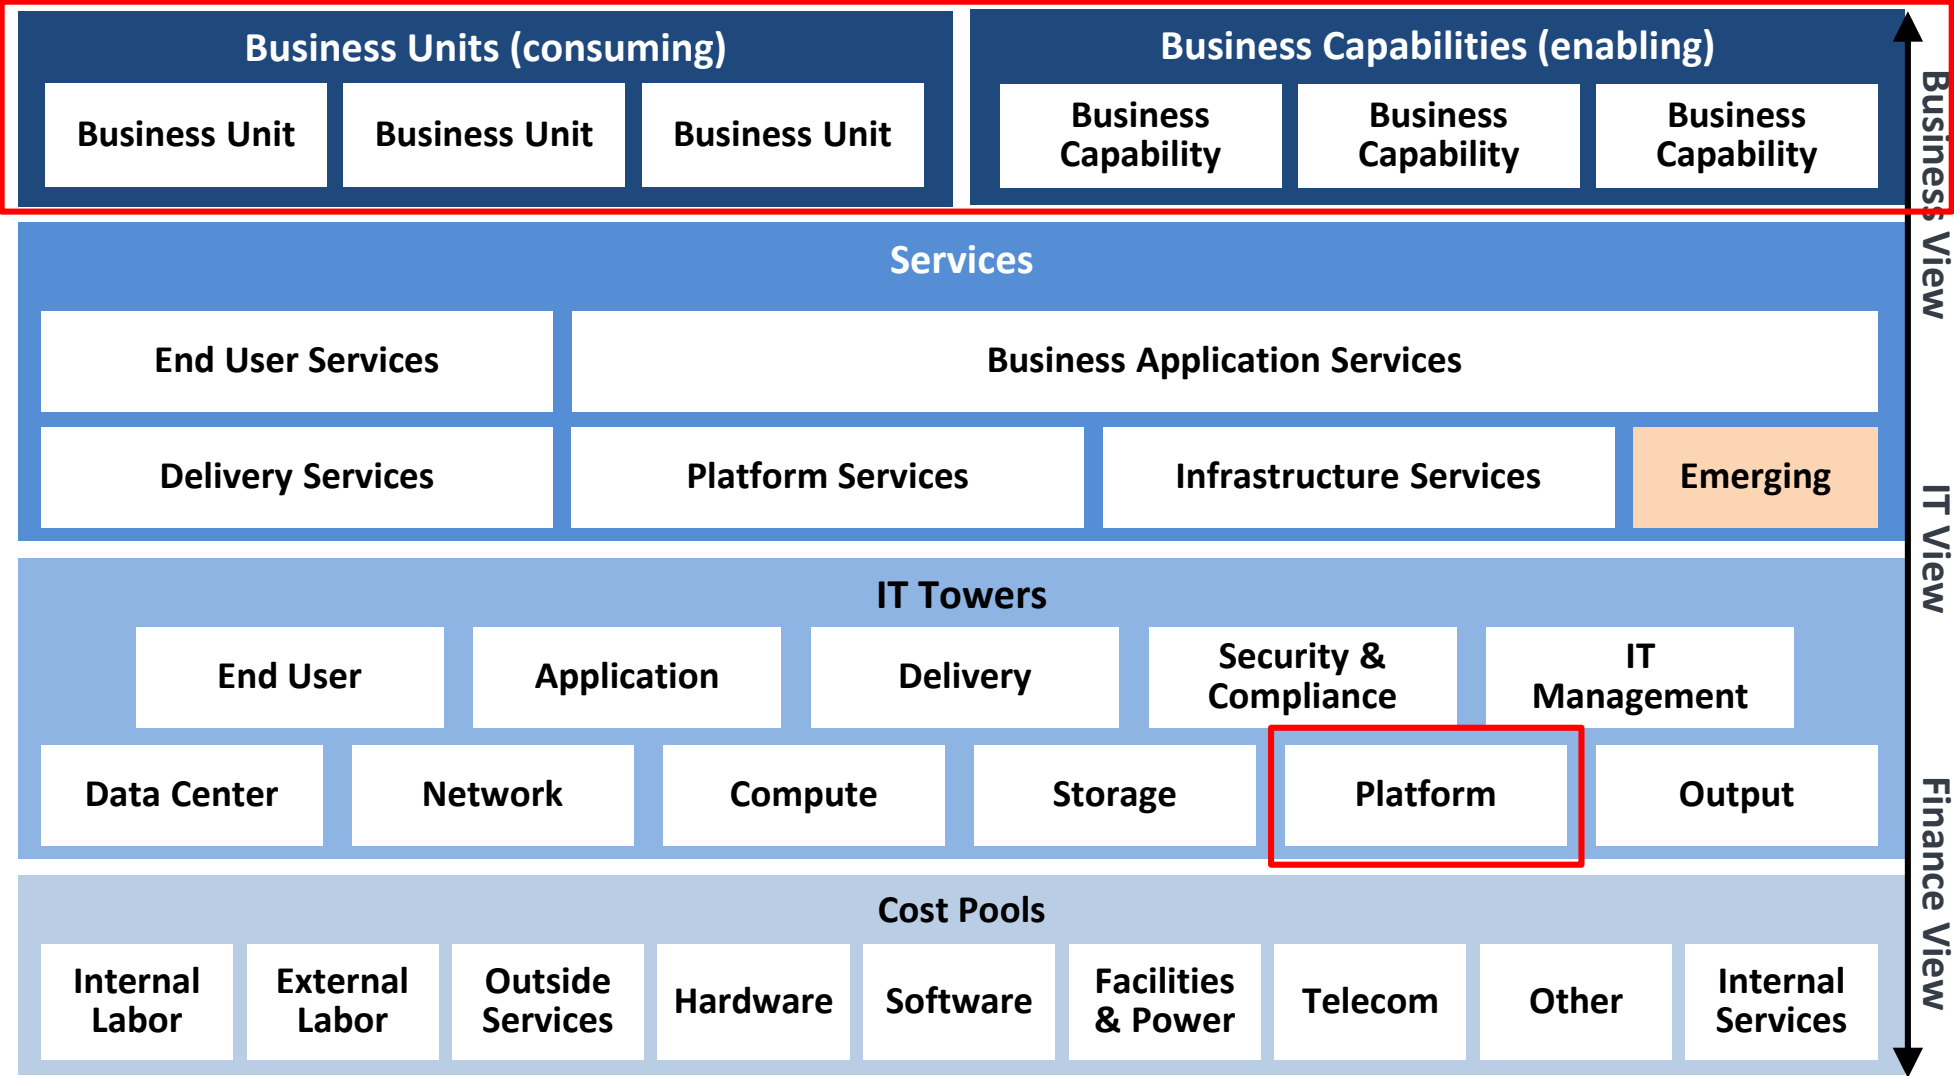 Business Units (consuming)
Business Unit
Business Unit
Business Unit
Business Capabilities (enabling)
Business
Capability
Business
Capability
Business
Capability
Services
End User Services
Business Application Services
Delivery Services
Platform Services
Infrastructure Services
Emerging
IT Towers
End User
Application
Delivery
Security &
Compliance
IT
Management
Data Center
Network
Compute
Storage
Platform
Output
Cost Pools
Internal
Labor
External
Labor
Outside
Services
Hardware
Software
Facilities
& Power
Telecom
Other
Internal
Services
Business View
IT View
Finance View